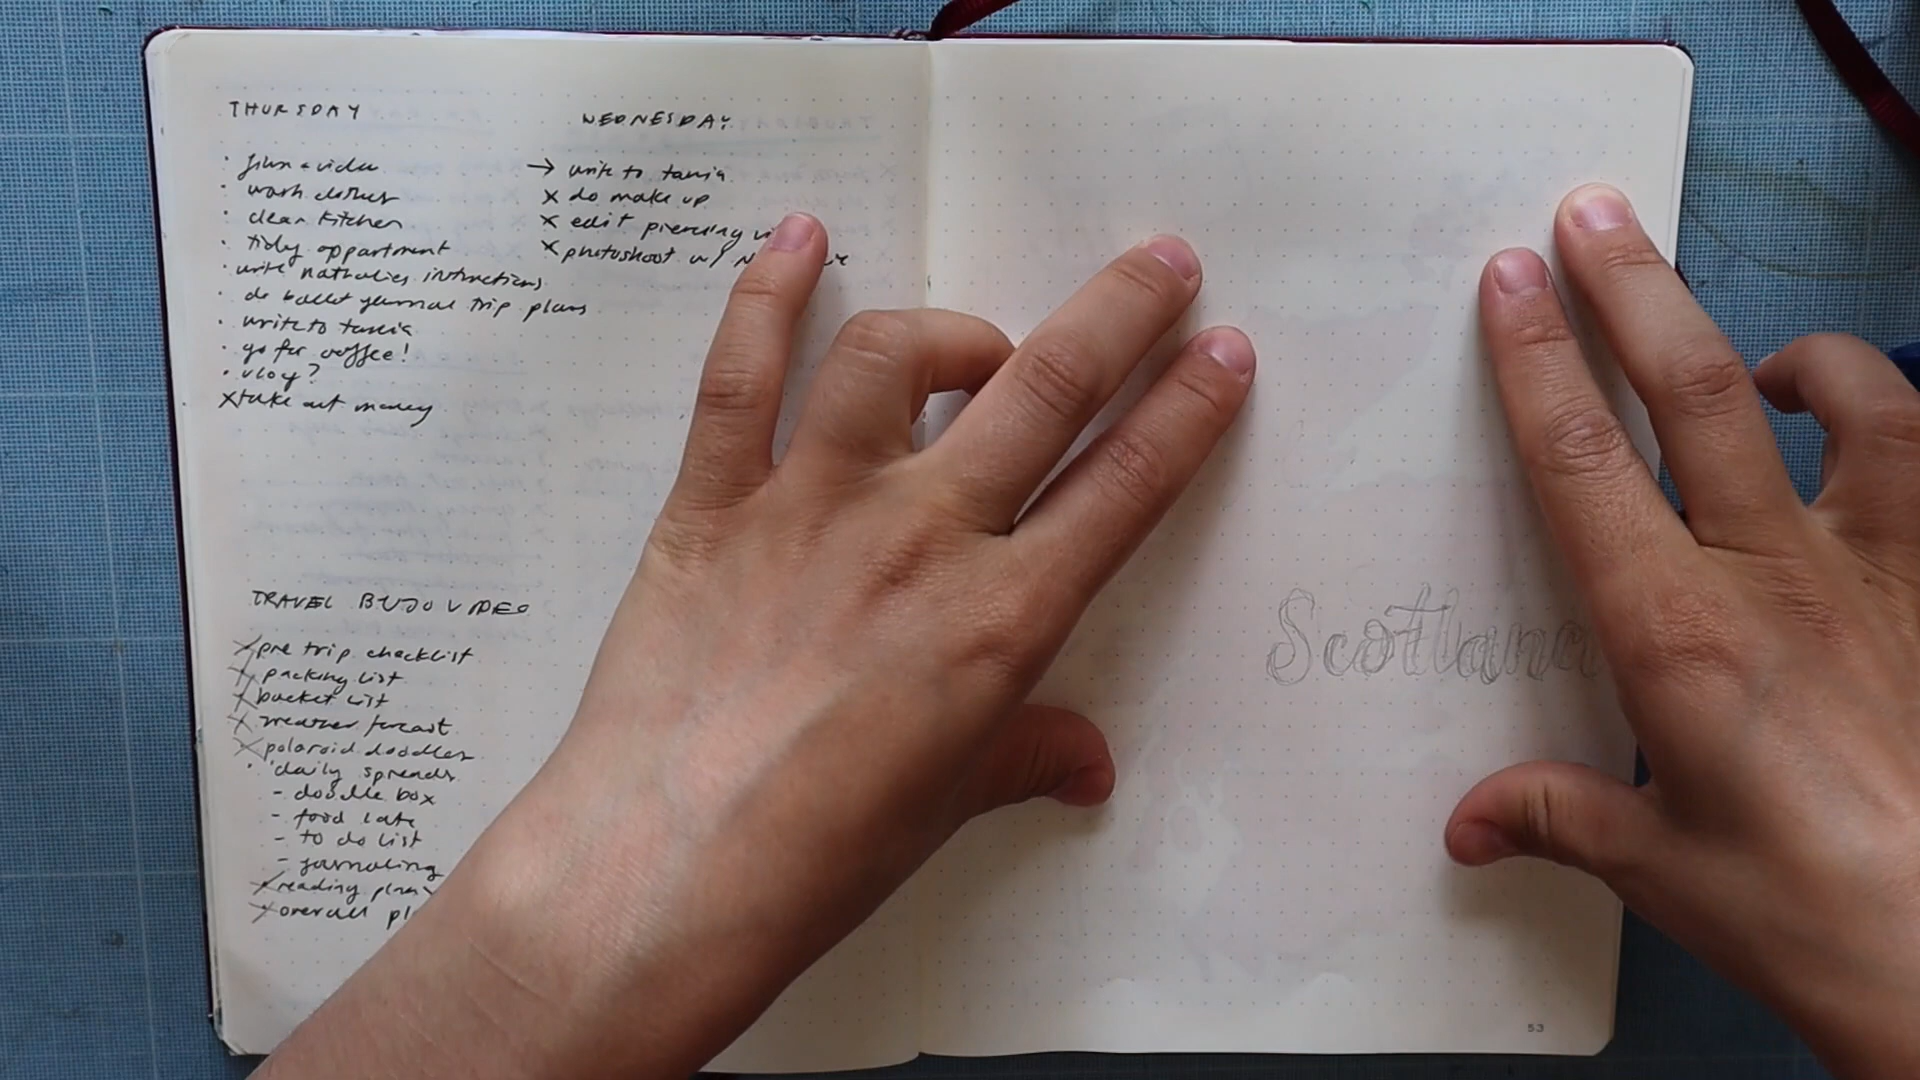 THURSDAY
· film a video
· wash clothes
· clean kitchen
· tidy appartment
· write nathalies instructions
· do bullet journal trip plans
· write to tania
· go for coffee!
· vlog?
x take out money
WEDNESDAY
→ write to tania
x do make up
x edit piercing
x photoshoot w/
TRAVEL BUJO VIDEO
x pre trip checklist
x packing list
x bucket list
x weather forcast
x polaroid doodles
· daily spreads
- doodle box
- food
- to do list
- journaling
x reading
x overall
Scotland
53